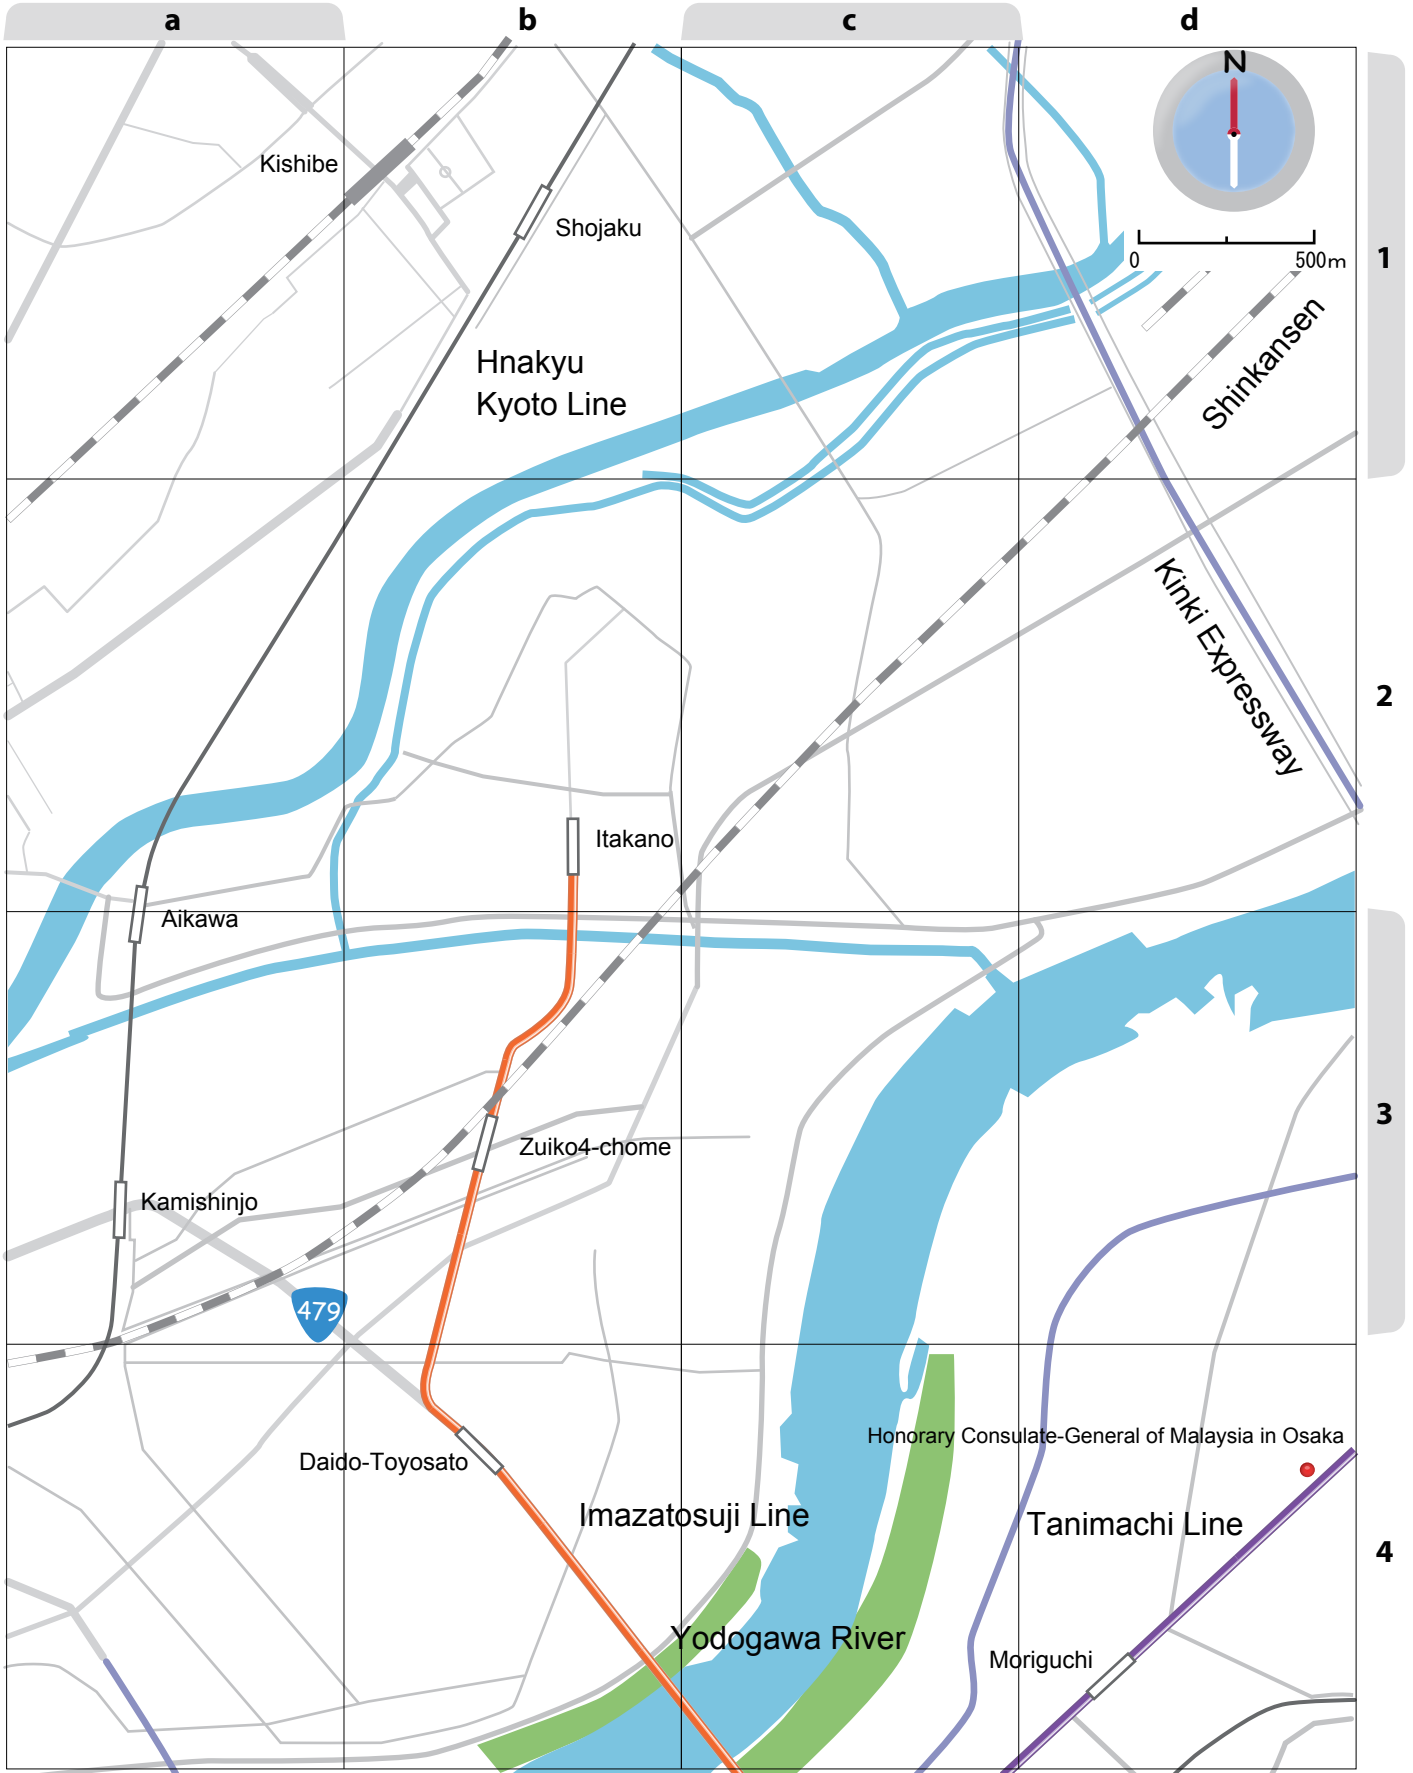 a
b
c
d
N
Kishibe
Shojaku
0
500m
1
Shinkansen
Hnakyu
Kyoto Line
Kinki Expressway
2
Itakano
Aikawa
3
Zuiko4-chome
Kamishinjo
479
Honorary Consulate-General of Malaysia in Osaka
Daido-Toyosato
Imazatosuji Line
Tanimachi Line
4
Yodogawa River
Moriguchi